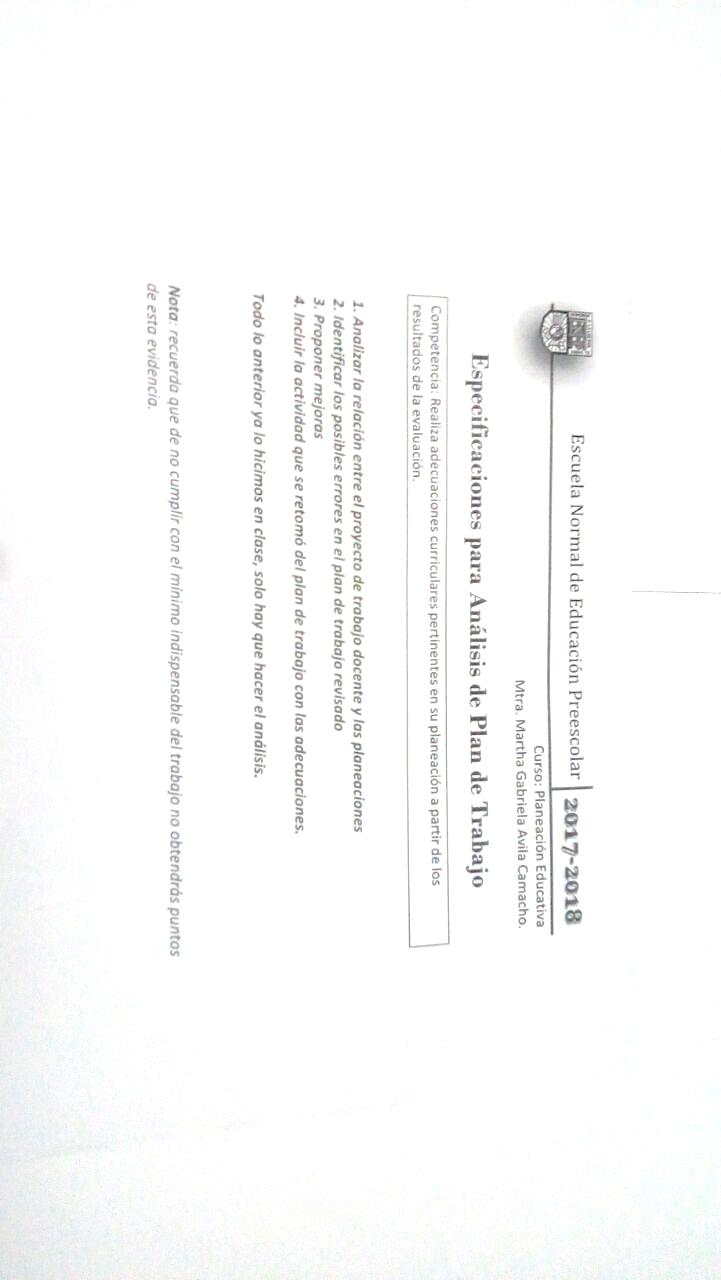 Escuela Normal de Educación Preescolar 2017-2018
Curso: Planeación Educativa
Mtra. Martha Gabriela Avila Camacho.
Especificaciones para Análisis de Plan de Trabajo
Competencia: Realiza adecuaciones curriculares pertinentes en su planeación a partir de los
resultados de la evaluación.
1. Analizar la relación entre el proyecto de trabajo docente y las planeaciones
2. Identificar los posibles errores en el plan de trabajo revisado
3. Proponer mejoras
4. Incluir la actividad que se retomó del plan de trabajo con las adecuaciones.
Todo lo anterior ya lo hicimos en clase, solo hay que hacer el análisis.
Nota: recuerda que de no cumplir con el mínimo indispensable del trabajo no obtendrás puntos
de esta evidencia.